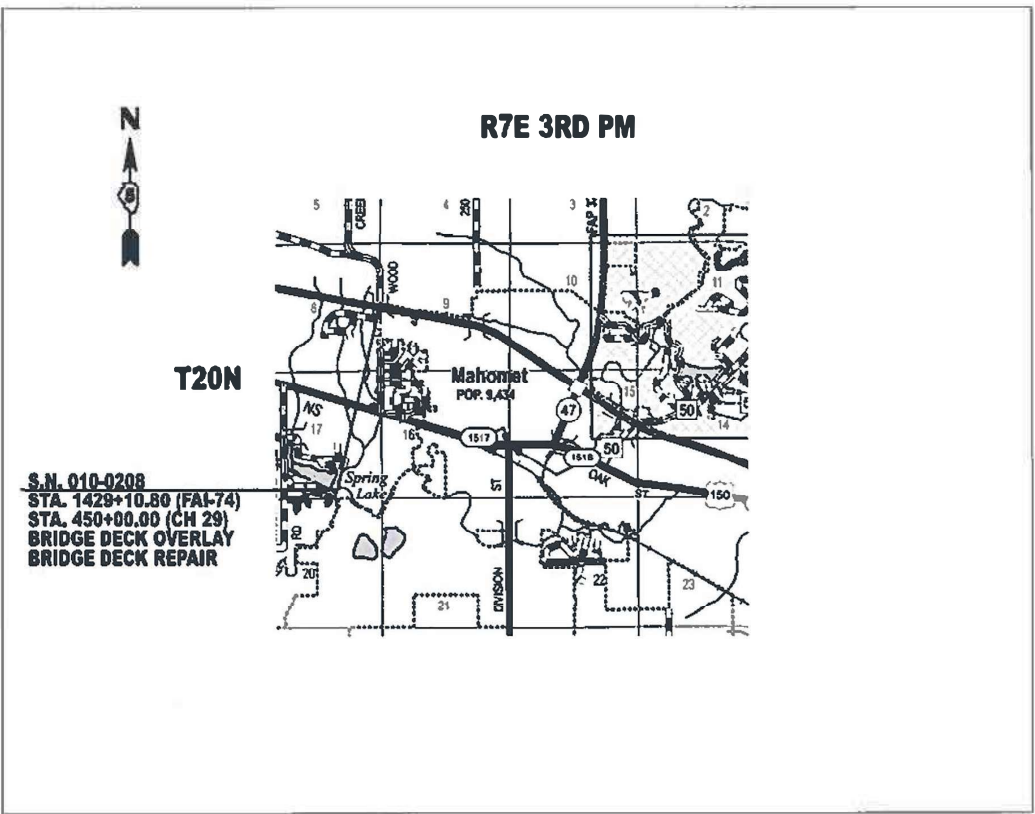 N
R7E 3RD PM
S
5
CREE
4
250
3
FAP
2
WOOD
10
11
8
9
T20N
Mahomet
POP. 9,434
47
15
50
14
NS
17
16
1517
1518
50
OAK
ST
150
Spring
Lake
ST
S.N. 010-0208
STA. 1429+10.80 (FAI-74)
STA. 450+00.00 (CH 29)
BRIDGE DECK OVERLAY
BRIDGE DECK REPAIR
RD
20
21
DIVISION
22
23